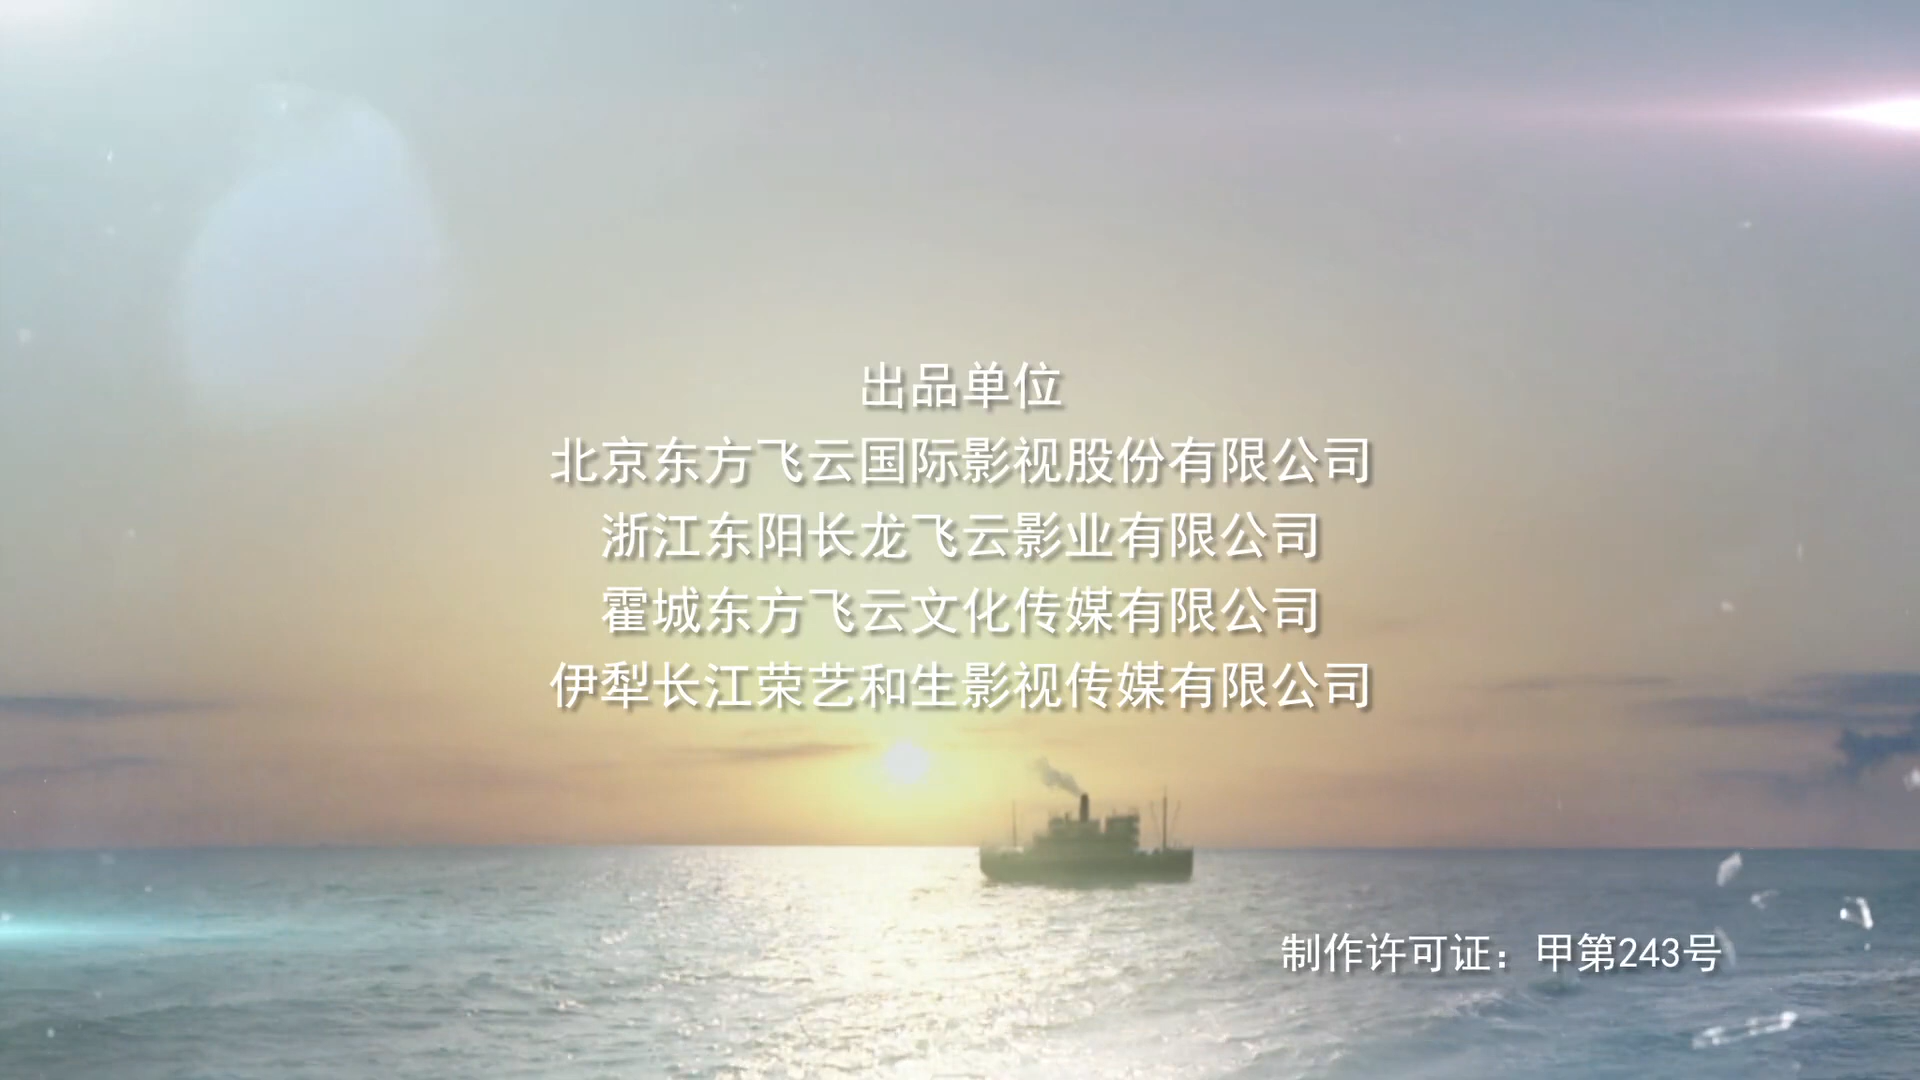 出品单位
北京东方飞云国际影视股份有限公司
浙江东阳长龙飞云影业有限公司
霍城东方飞云文化传媒有限公司
伊犁长江荣艺和生影视传媒有限公司
制作许可证：甲第243号